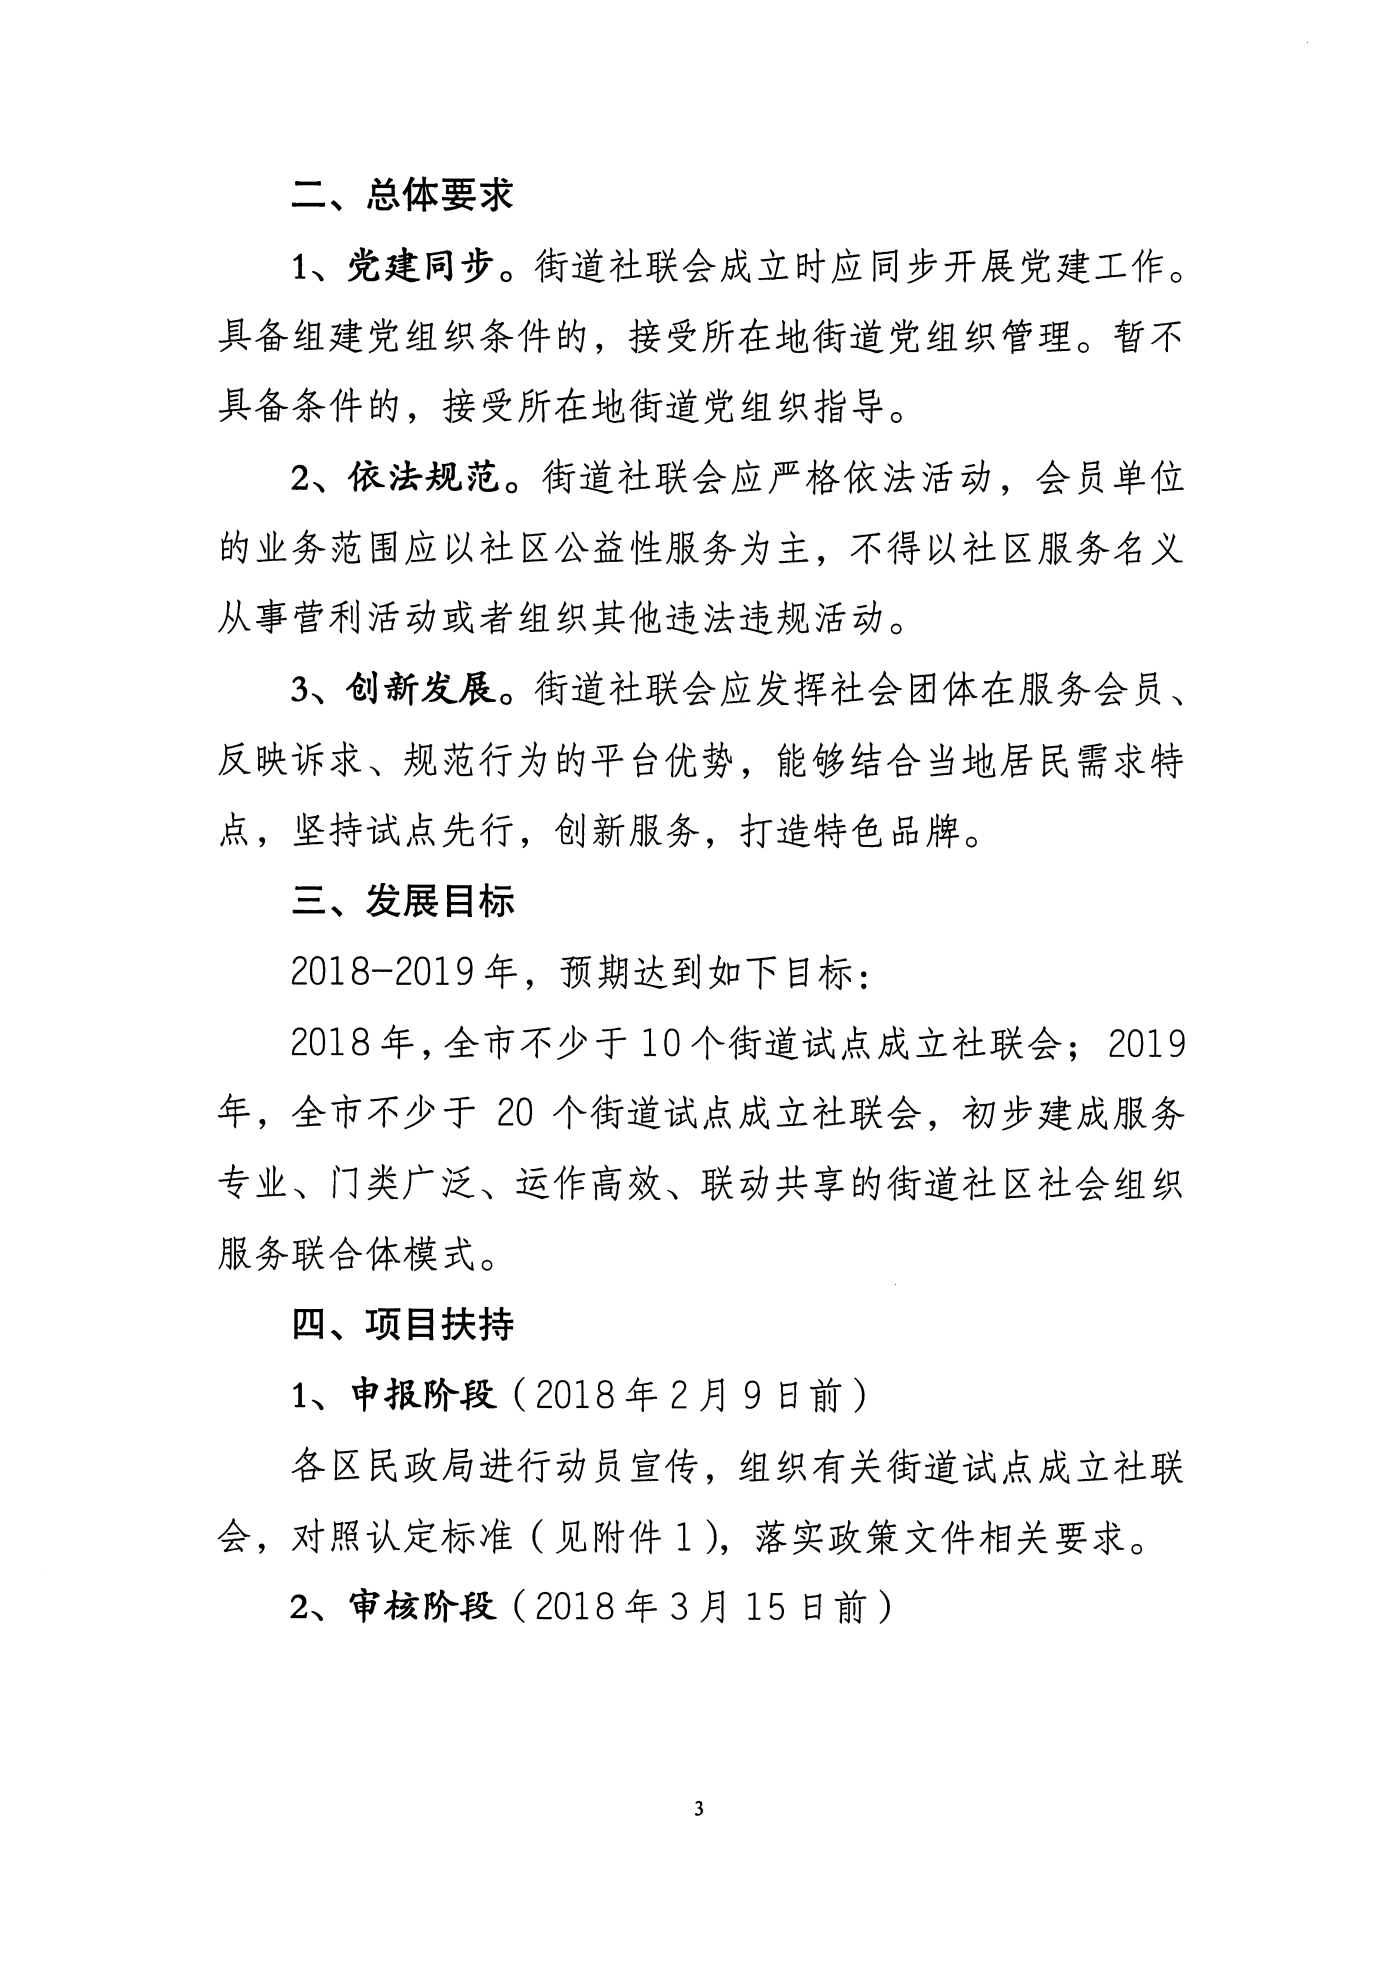 二、总体要求
1、党建同步。街道社联会成立时应同步开展党建工作。
具备组建党组织条件的，接受所在地街道党组织管理。暂不
具备条件的，接受所在地街道党组织指导。
2、依法规范。街道社联会应严格依法活动，会员单位
的业务范围应以社区公益性服务为主，不得以社区服务名义
从事营利活动或者组织其他违法违规活动。
3、创新发展。街道社联会应发挥社会团体在服务会员、
反映诉求、规范行为的平台优势，能够结合当地居民需求特
点，坚持试点先行，创新服务，打造特色品牌。
三、发展目标
2018-2019年，预期达到如下目标：
2018年，全市不少于10个街道试点成立社联会；2019
年，全市不少于 20 个街道试点成立社联会，初步建成服务
专业、门类广泛、运作高效、联动共享的街道社区社会组织
服务联合体模式。
四、项目扶持
1、申报阶段（2018年2月9日前）
各区民政局进行动员宣传，组织有关街道试点成立社联
会，对照认定标准（见附件1），落实政策文件相关要求。
2、审核阶段（2018年3月15日前）
3